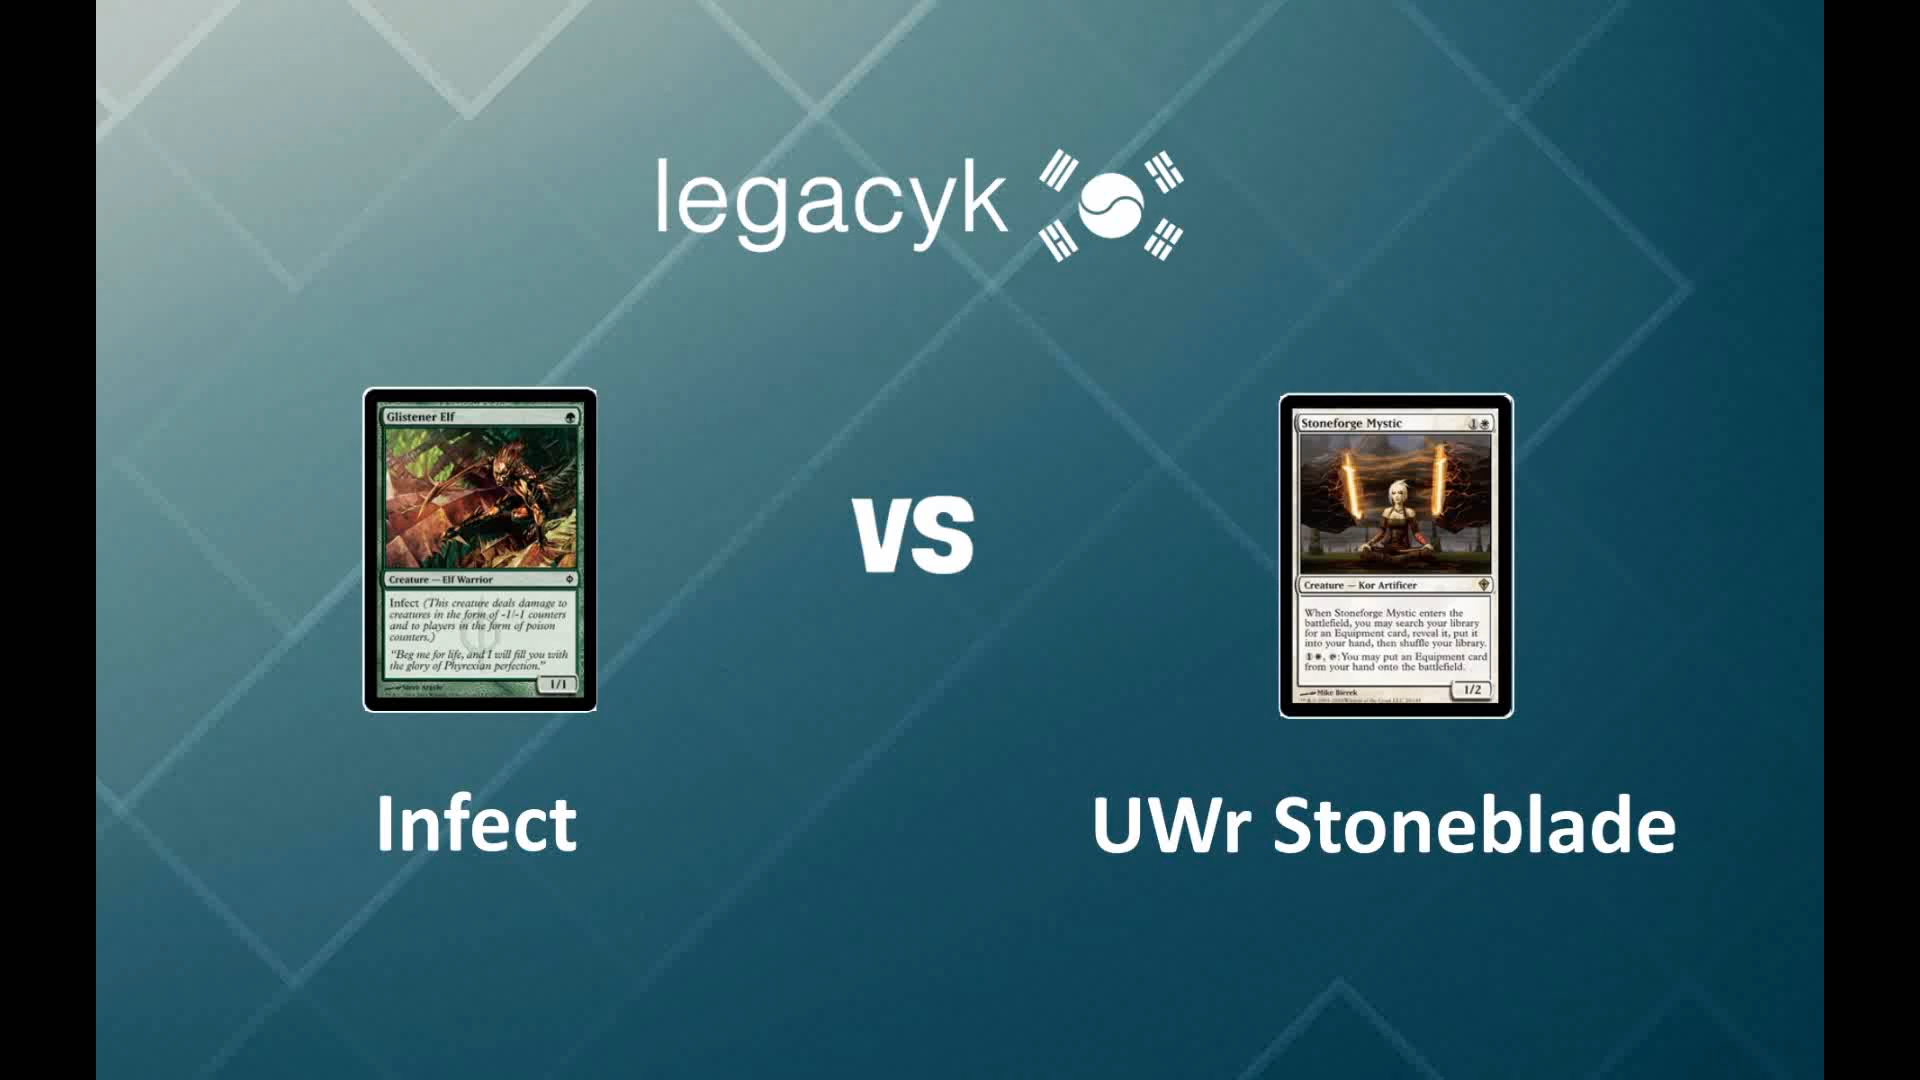 legacyk
Glistener Elf
Creature — Elf Warrior
Infect (This creature deals damage to
creatures in the form of -1/-1 counters
and to players in the form of poison
counters.)
"Beg me for life, and I will fill you with
the glory of Phyrexian perfection."
1/1
vs
Stoneforge Mystic
1
Creature — Kor Artificer
When Stoneforge Mystic enters the
battlefield, you may search your library
for an Equipment card, reveal it, put it
into your hand, then shuffle your library.
1 , : You may put an Equipment card
from your hand onto the battlefield.
Mike Bierek
1/2
Infect
UWr Stoneblade